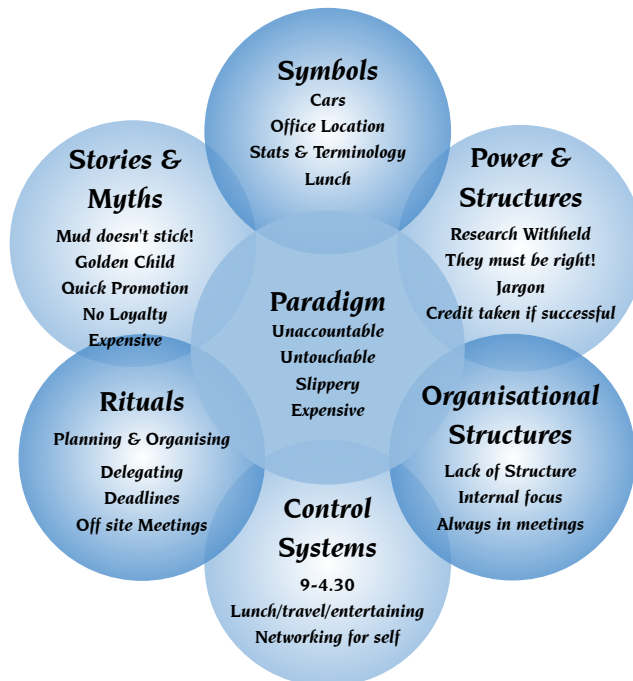 Symbols
Cars
Office Location
Stats & Terminology
Lunch
Stories &
Myths
Mud doesn't stick!
Golden Child
Quick Promotion
No Loyalty
Expensive
Power &
Structures
Research Withheld
They must be right!
Jargon
Credit taken if successful
Paradigm
Unaccountable
Untouchable
Slippery
Expensive
Rituals
Planning & Organising
Delegating
Deadlines
Off site Meetings
Organisational
Structures
Lack of Structure
Internal focus
Always in meetings
Control
Systems
9-4.30
Lunch/travel/entertaining
Networking for self